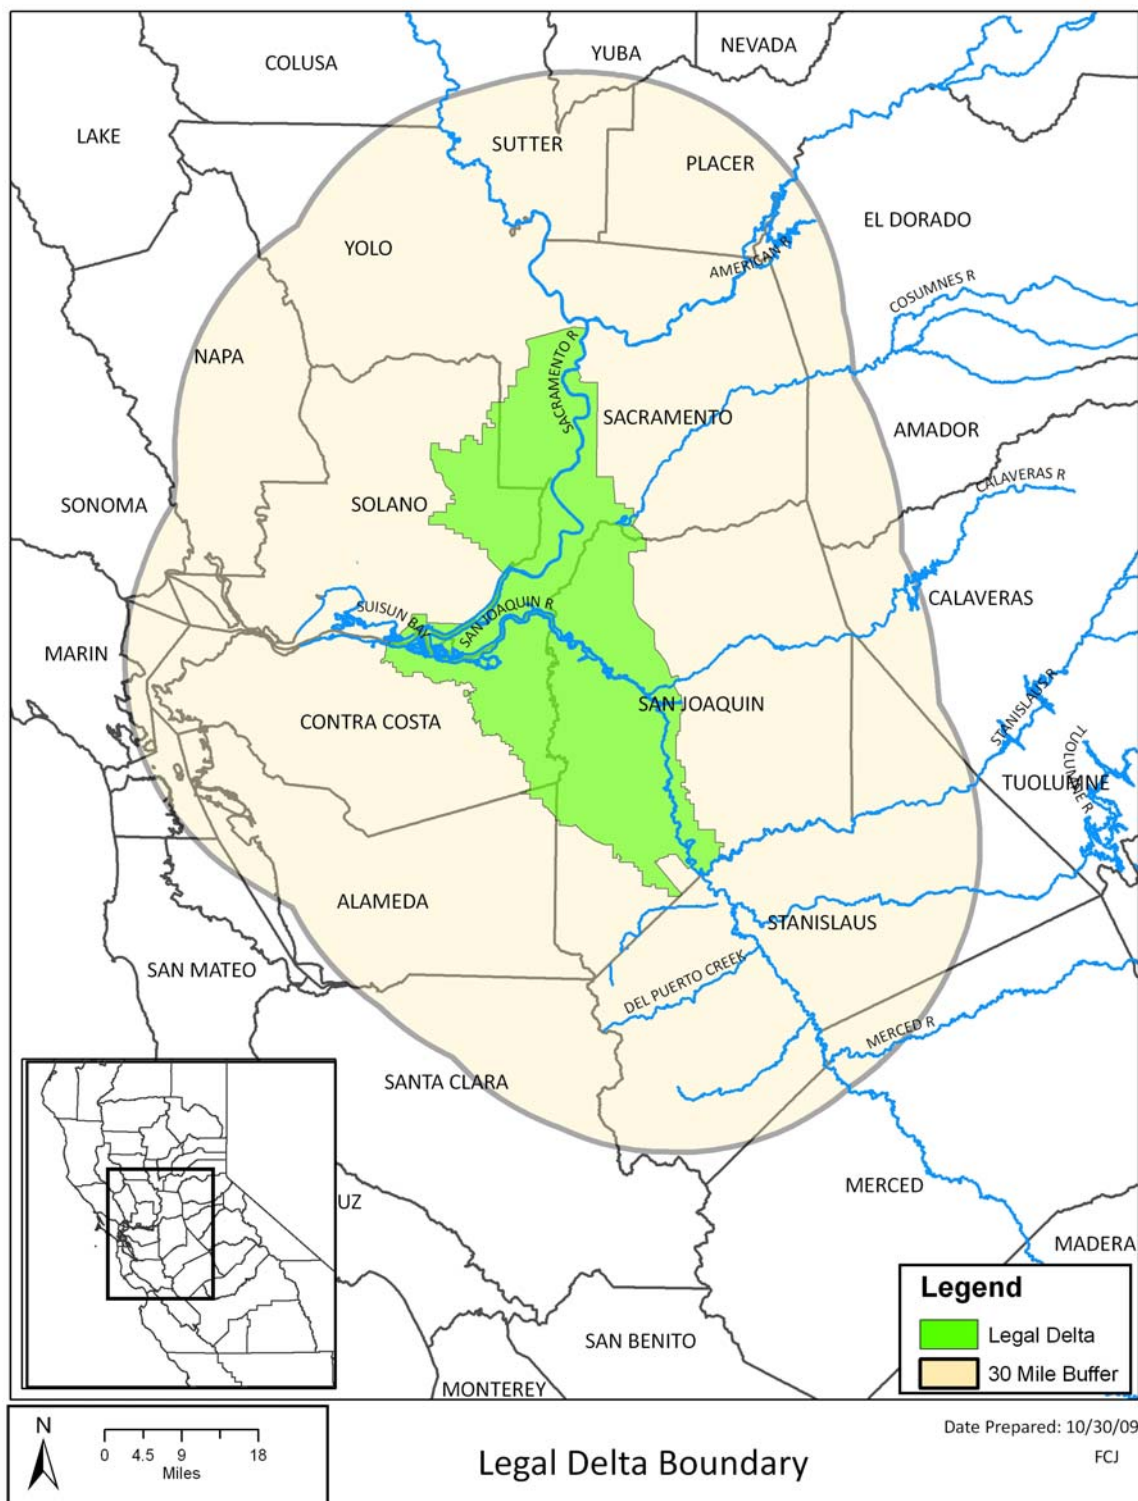 COLUSA
YUBA
NEVADA
LAKE
SUTTER
PLACER
EL DORADO
YOLO
AMERICAN R
COSUMNES R
NAPA
SACRAMENTO R
SACRAMENTO
AMADOR
CALAVERAS R
SONOMA
SOLANO
CALAVERAS
SUISUN BAY
SAN JOAQUIN R
MARIN
SAN JOAQUIN
CONTRA COSTA
STANISLAUS R
TUOLUMNE R
TUOLUMNE
ALAMEDA
STANISLAUS
SAN MATEO
DEL PUERTO CREEK
MERCED R
SANTA CLARA
MERCED
UZ
MADERA
SAN BENITO
MONTEREY
Legend
Legal Delta
30 Mile Buffer
N
0 4.5 9 18
Miles
Legal Delta Boundary
Date Prepared: 10/30/09
FCJ